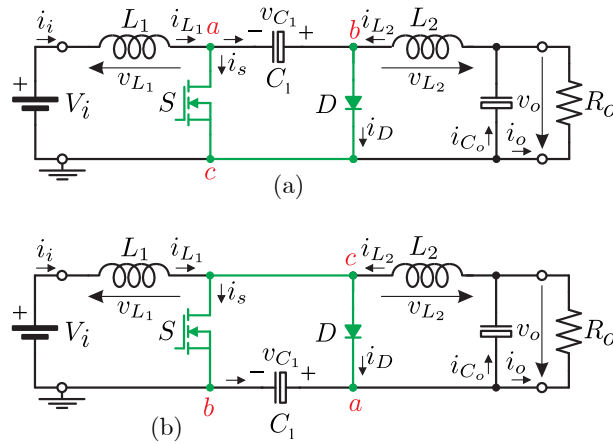 i_i L_1 i_{L_1} a − v_{C_1} + b i_{L_2} L_2
+ V_i v_{L_1} S i_s C_1 D i_D v_{L_2} i_{C_o} i_o v_o R_o
c
(a)
i_i L_1 i_{L_1} c i_{L_2} L_2
+ V_i v_{L_1} S i_s D i_D v_{L_2} i_{C_o} i_o v_o R_o
b − v_{C_1} + a
C_1
(b)